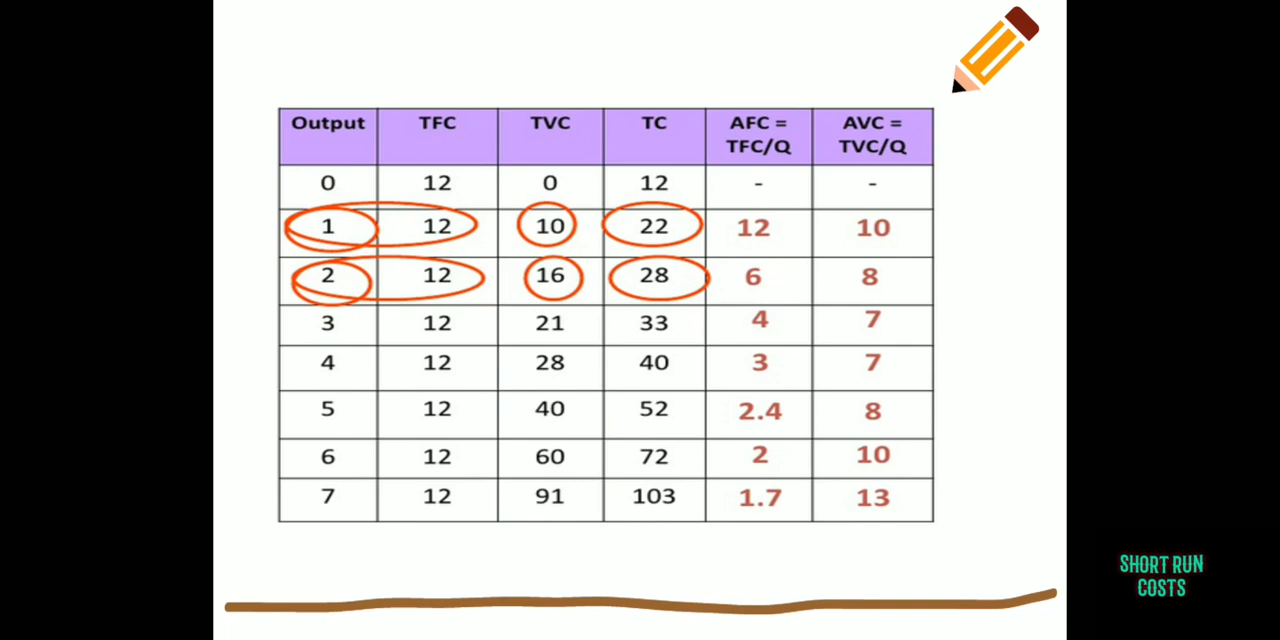 Output TFC TVC TC AFC = TFC/Q AVC = TVC/Q
0 12 0 12 - -
1 12 10 22 12 10
2 12 16 28 6 8
3 12 21 33 4 7
4 12 28 40 3 7
5 12 40 52 2.4 8
6 12 60 72 2 10
7 12 91 103 1.7 13
SHORT RUN
COSTS